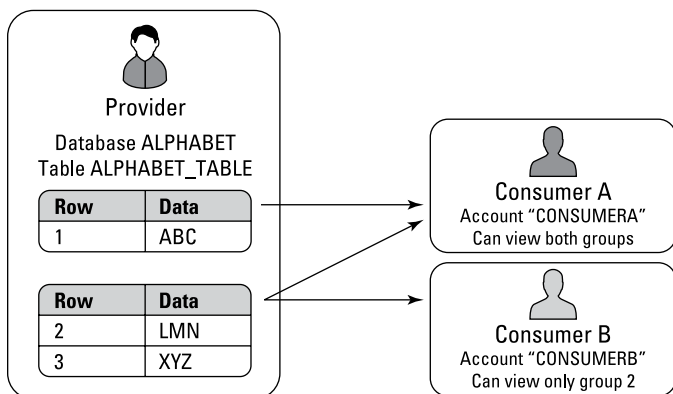 Provider
Database ALPHABET
Table ALPHABET_TABLE
Row Data
1 ABC
Row Data
2 LMN
3 XYZ
Consumer A
Account “CONSUMERA”
Can view both groups
Consumer B
Account “CONSUMERB”
Can view only group 2